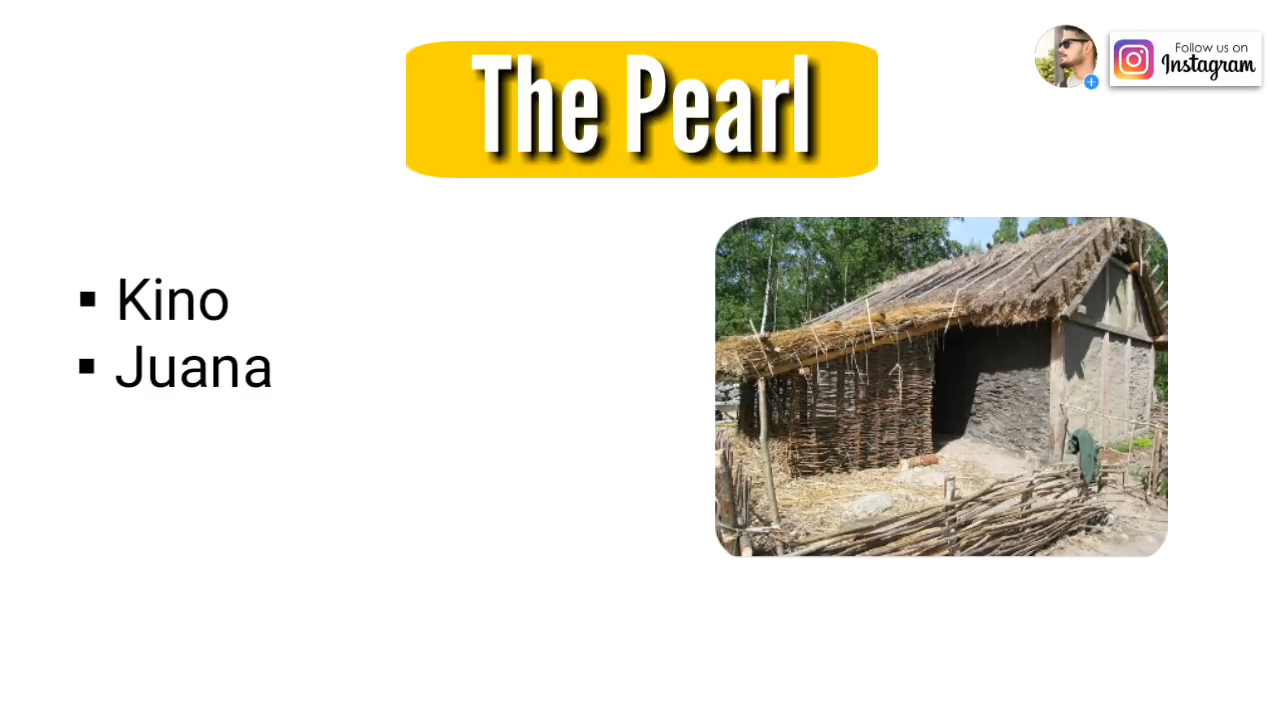 The Pearl
Follow us on
Instagram
▪ Kino
▪ Juana